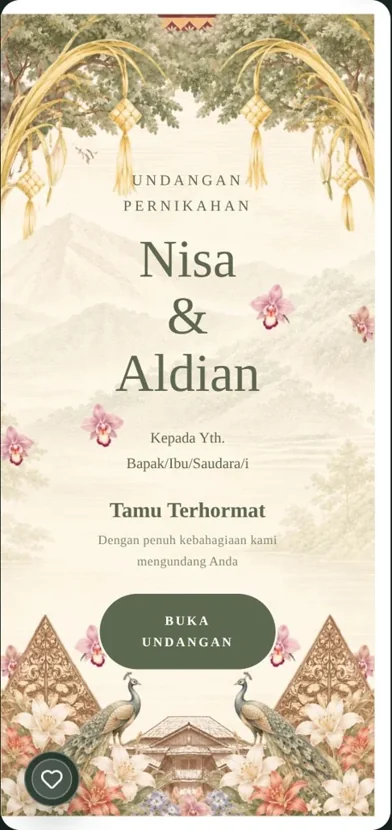 UNDANGAN
PERNIKAHAN
Nisa
&
Aldian
Kepada Yth.
Bapak/Ibu/Saudara/i
Tamu Terhormat
Dengan penuh kebahagiaan kami
mengundang Anda
BUKA
UNDANGAN